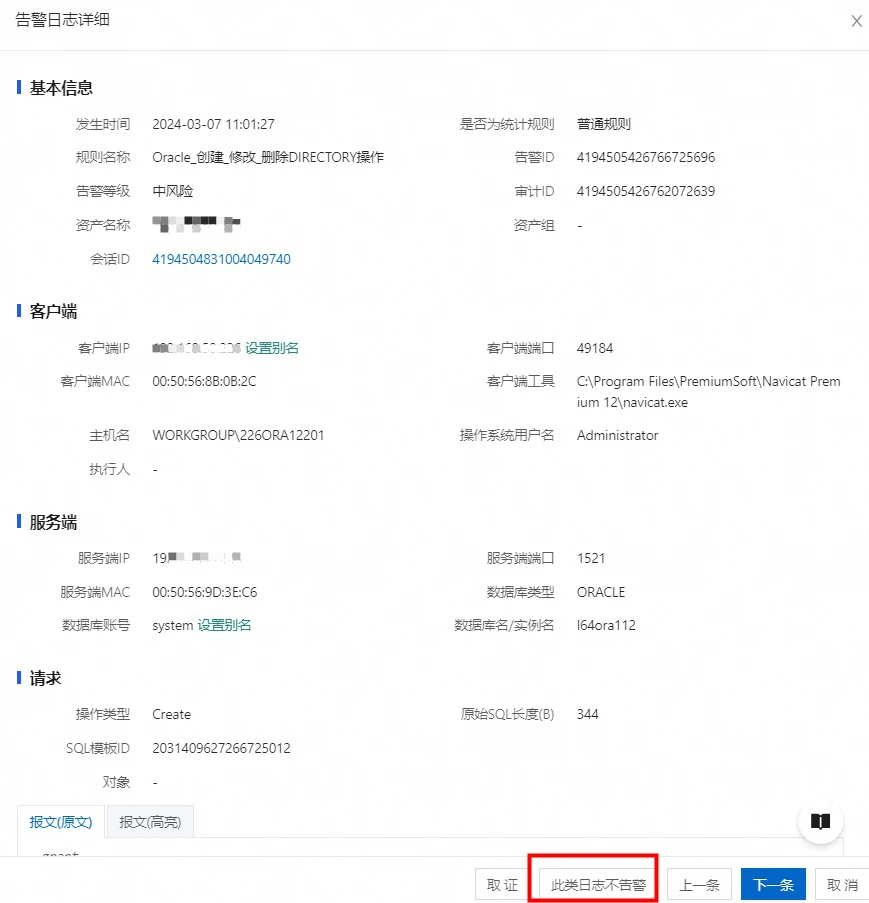 告警日志详细
基本信息
发生时间 2024-03-07 11:01:27 是否为统计规则 普通规则
规则名称 Oracle_创建_修改_删除DIRECTORY操作 告警ID 4194505426766725696
告警等级 中风险 审计ID 4194505426762072639
资产名称 资产组 -
会话ID 4194504831004049740
客户端
客户端IP 设置别名 客户端端口 49184
客户端MAC 00:50:56:8B:0B:2C 客户端工具 C:\Program Files\PremiumSoft\Navicat Prem
ium 12\navicat.exe
主机名 WORKGROUP\226ORA12201 操作系统用户名 Administrator
执行人 -
服务端
服务端IP 19 服务端端口 1521
服务端MAC 00:50:56:9D:3E:C6 数据库类型 ORACLE
数据库账号 system 设置别名 数据库名/实例名 l64ora112
请求
操作类型 Create 原始SQL长度(B) 344
SQL模板ID 2031409627266725012
对象 -
报文(原文) 报文(高亮)
取证 此类日志不告警 上一条 下一条 取消